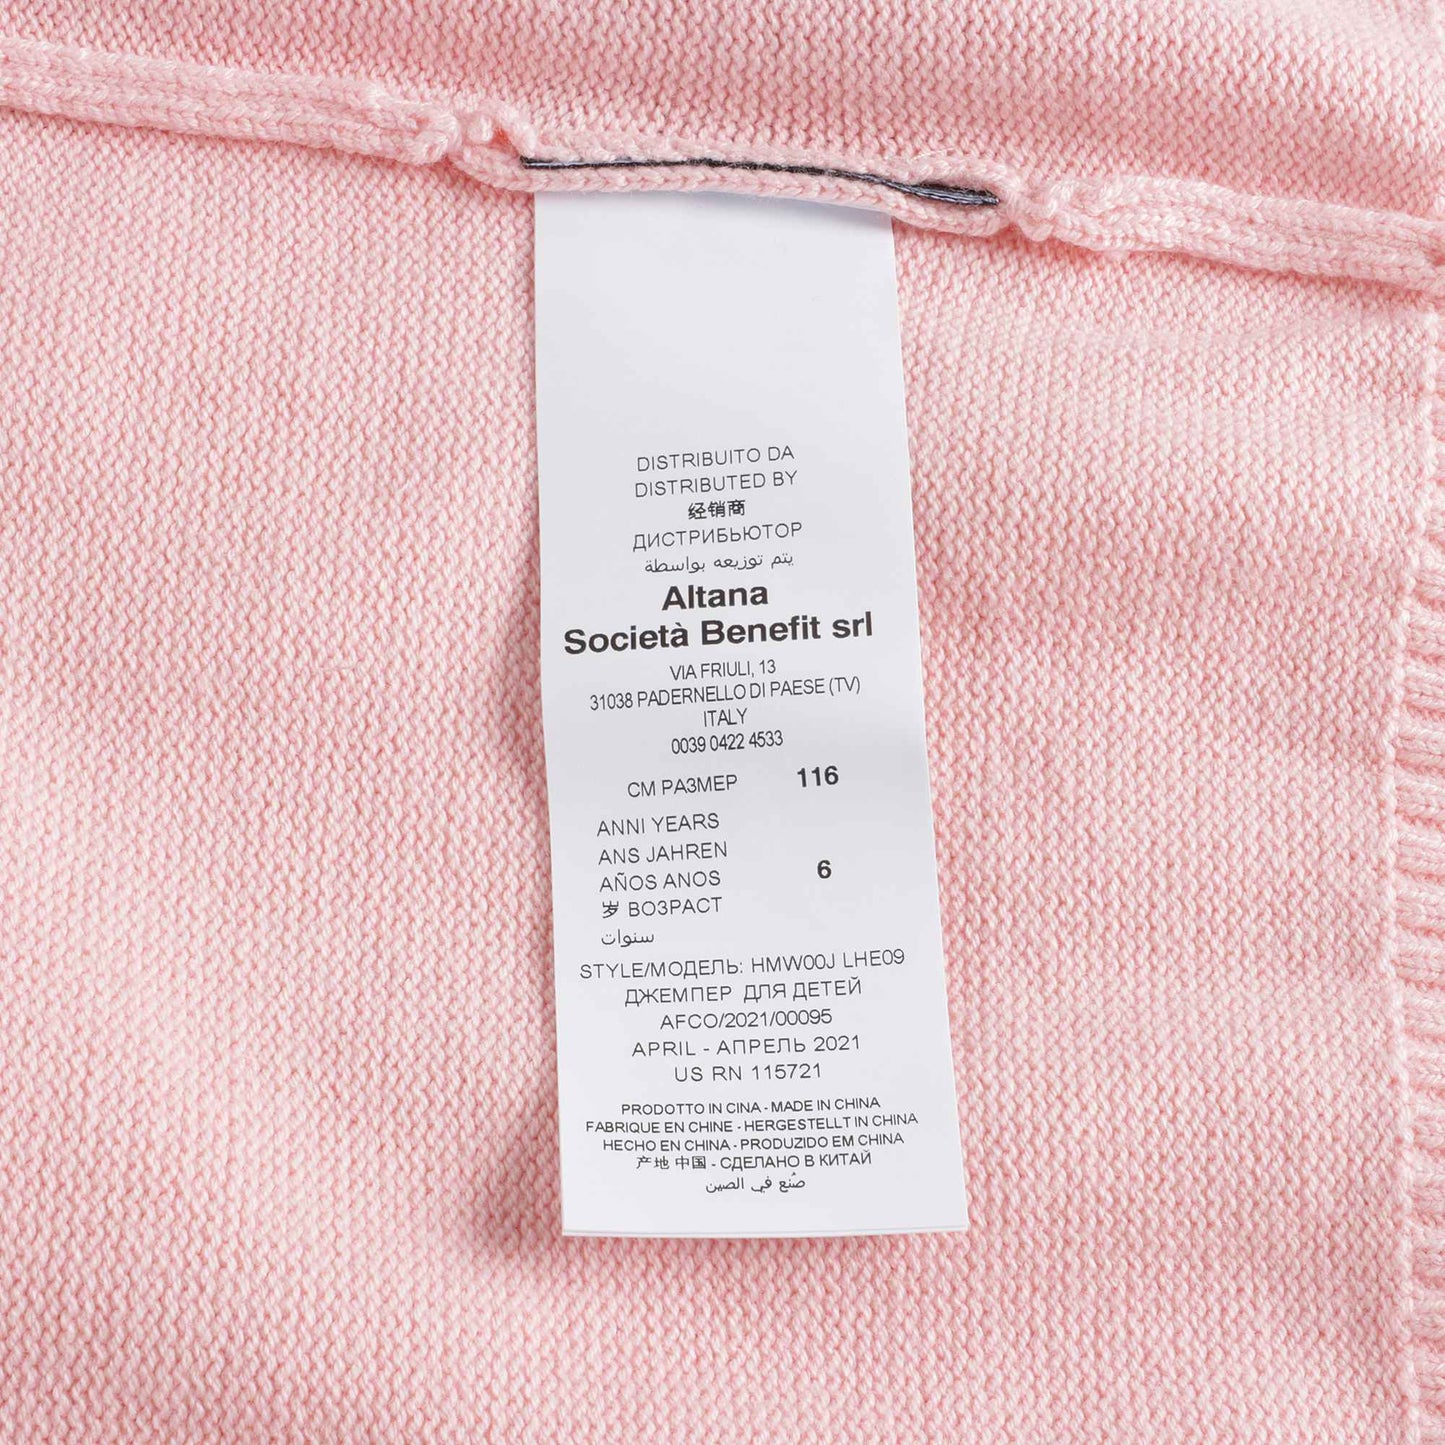 DISTRIBUITO DA
DISTRIBUTED BY
经销商
ДИСТРИБЬЮТОР
يتم توزيعه بواسطة
Altana
Società Benefit srl
VIA FRIULI, 13
31038 PADERNELLO DI PAESE (TV)
ITALY
0039 0422 4533
CM РАЗМЕР 116
ANNI YEARS
ANS JAHREN
AÑOS ANOS 6
岁 ВОЗРАСТ
سنوات
STYLE/МОДЕЛЬ: HMW00J LHE09
ДЖЕМПЕР ДЛЯ ДЕТЕЙ
AFCO/2021/00095
APRIL - АПРЕЛЬ 2021
US RN 115721
PRODOTTO IN CINA - MADE IN CHINA
FABRIQUE EN CHINE - HERGESTELLT IN CHINA
HECHO EN CHINA - PRODUZIDO EM CHINA
产地 中国 - СДЕЛАНО В КИТАЙ
صُنع في الصين